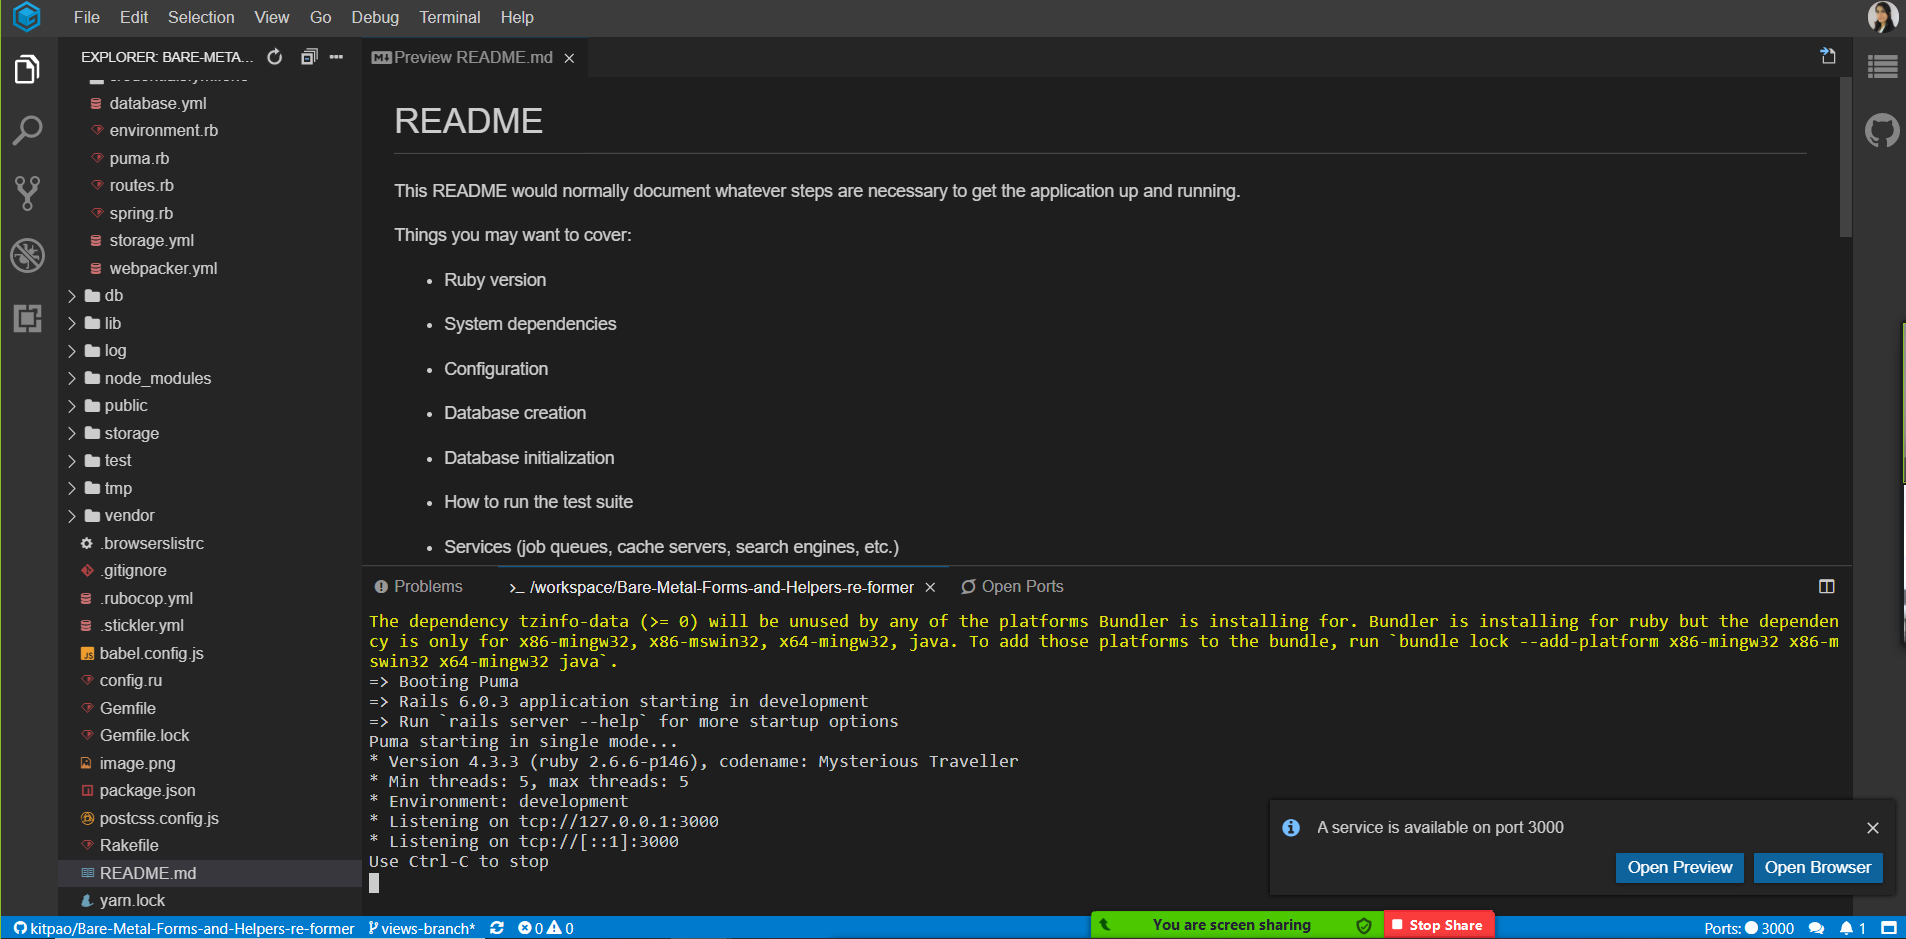 File Edit Selection View Go Debug Terminal Help
EXPLORER: BARE-META...
Preview README.md
database.yml
environment.rb
puma.rb
routes.rb
spring.rb
storage.yml
webpacker.yml
db
lib
log
node_modules
public
storage
test
tmp
vendor
.browserslistrc
.gitignore
.rubocop.yml
.stickler.yml
babel.config.js
config.ru
Gemfile
Gemfile.lock
image.png
package.json
postcss.config.js
Rakefile
README.md
yarn.lock
README
This README would normally document whatever steps are necessary to get the application up and running.
Things you may want to cover:
• Ruby version
• System dependencies
• Configuration
• Database creation
• Database initialization
• How to run the test suite
• Services (job queues, cache servers, search engines, etc.)
Problems >_ /workspace/Bare-Metal-Forms-and-Helpers-re-former Open Ports
The dependency tzinfo-data (>= 0) will be unused by any of the platforms Bundler is installing for. Bundler is installing for ruby but the dependen
cy is only for x86-mingw32, x86-mswin32, x64-mingw32, java. To add those platforms to the bundle, run `bundle lock --add-platform x86-mingw32 x86-m
swin32 x64-mingw32 java`.
=> Booting Puma
=> Rails 6.0.3 application starting in development
=> Run `rails server --help` for more startup options
Puma starting in single mode...
* Version 4.3.3 (ruby 2.6.6-p146), codename: Mysterious Traveller
* Min threads: 5, max threads: 5
* Environment: development
* Listening on tcp://127.0.0.1:3000
* Listening on tcp://[::1]:3000
Use Ctrl-C to stop
A service is available on port 3000
Open Preview Open Browser
kitpao/Bare-Metal-Forms-and-Helpers-re-former views-branch* 0 0
You are screen sharing Stop Share
Ports: 3000 1